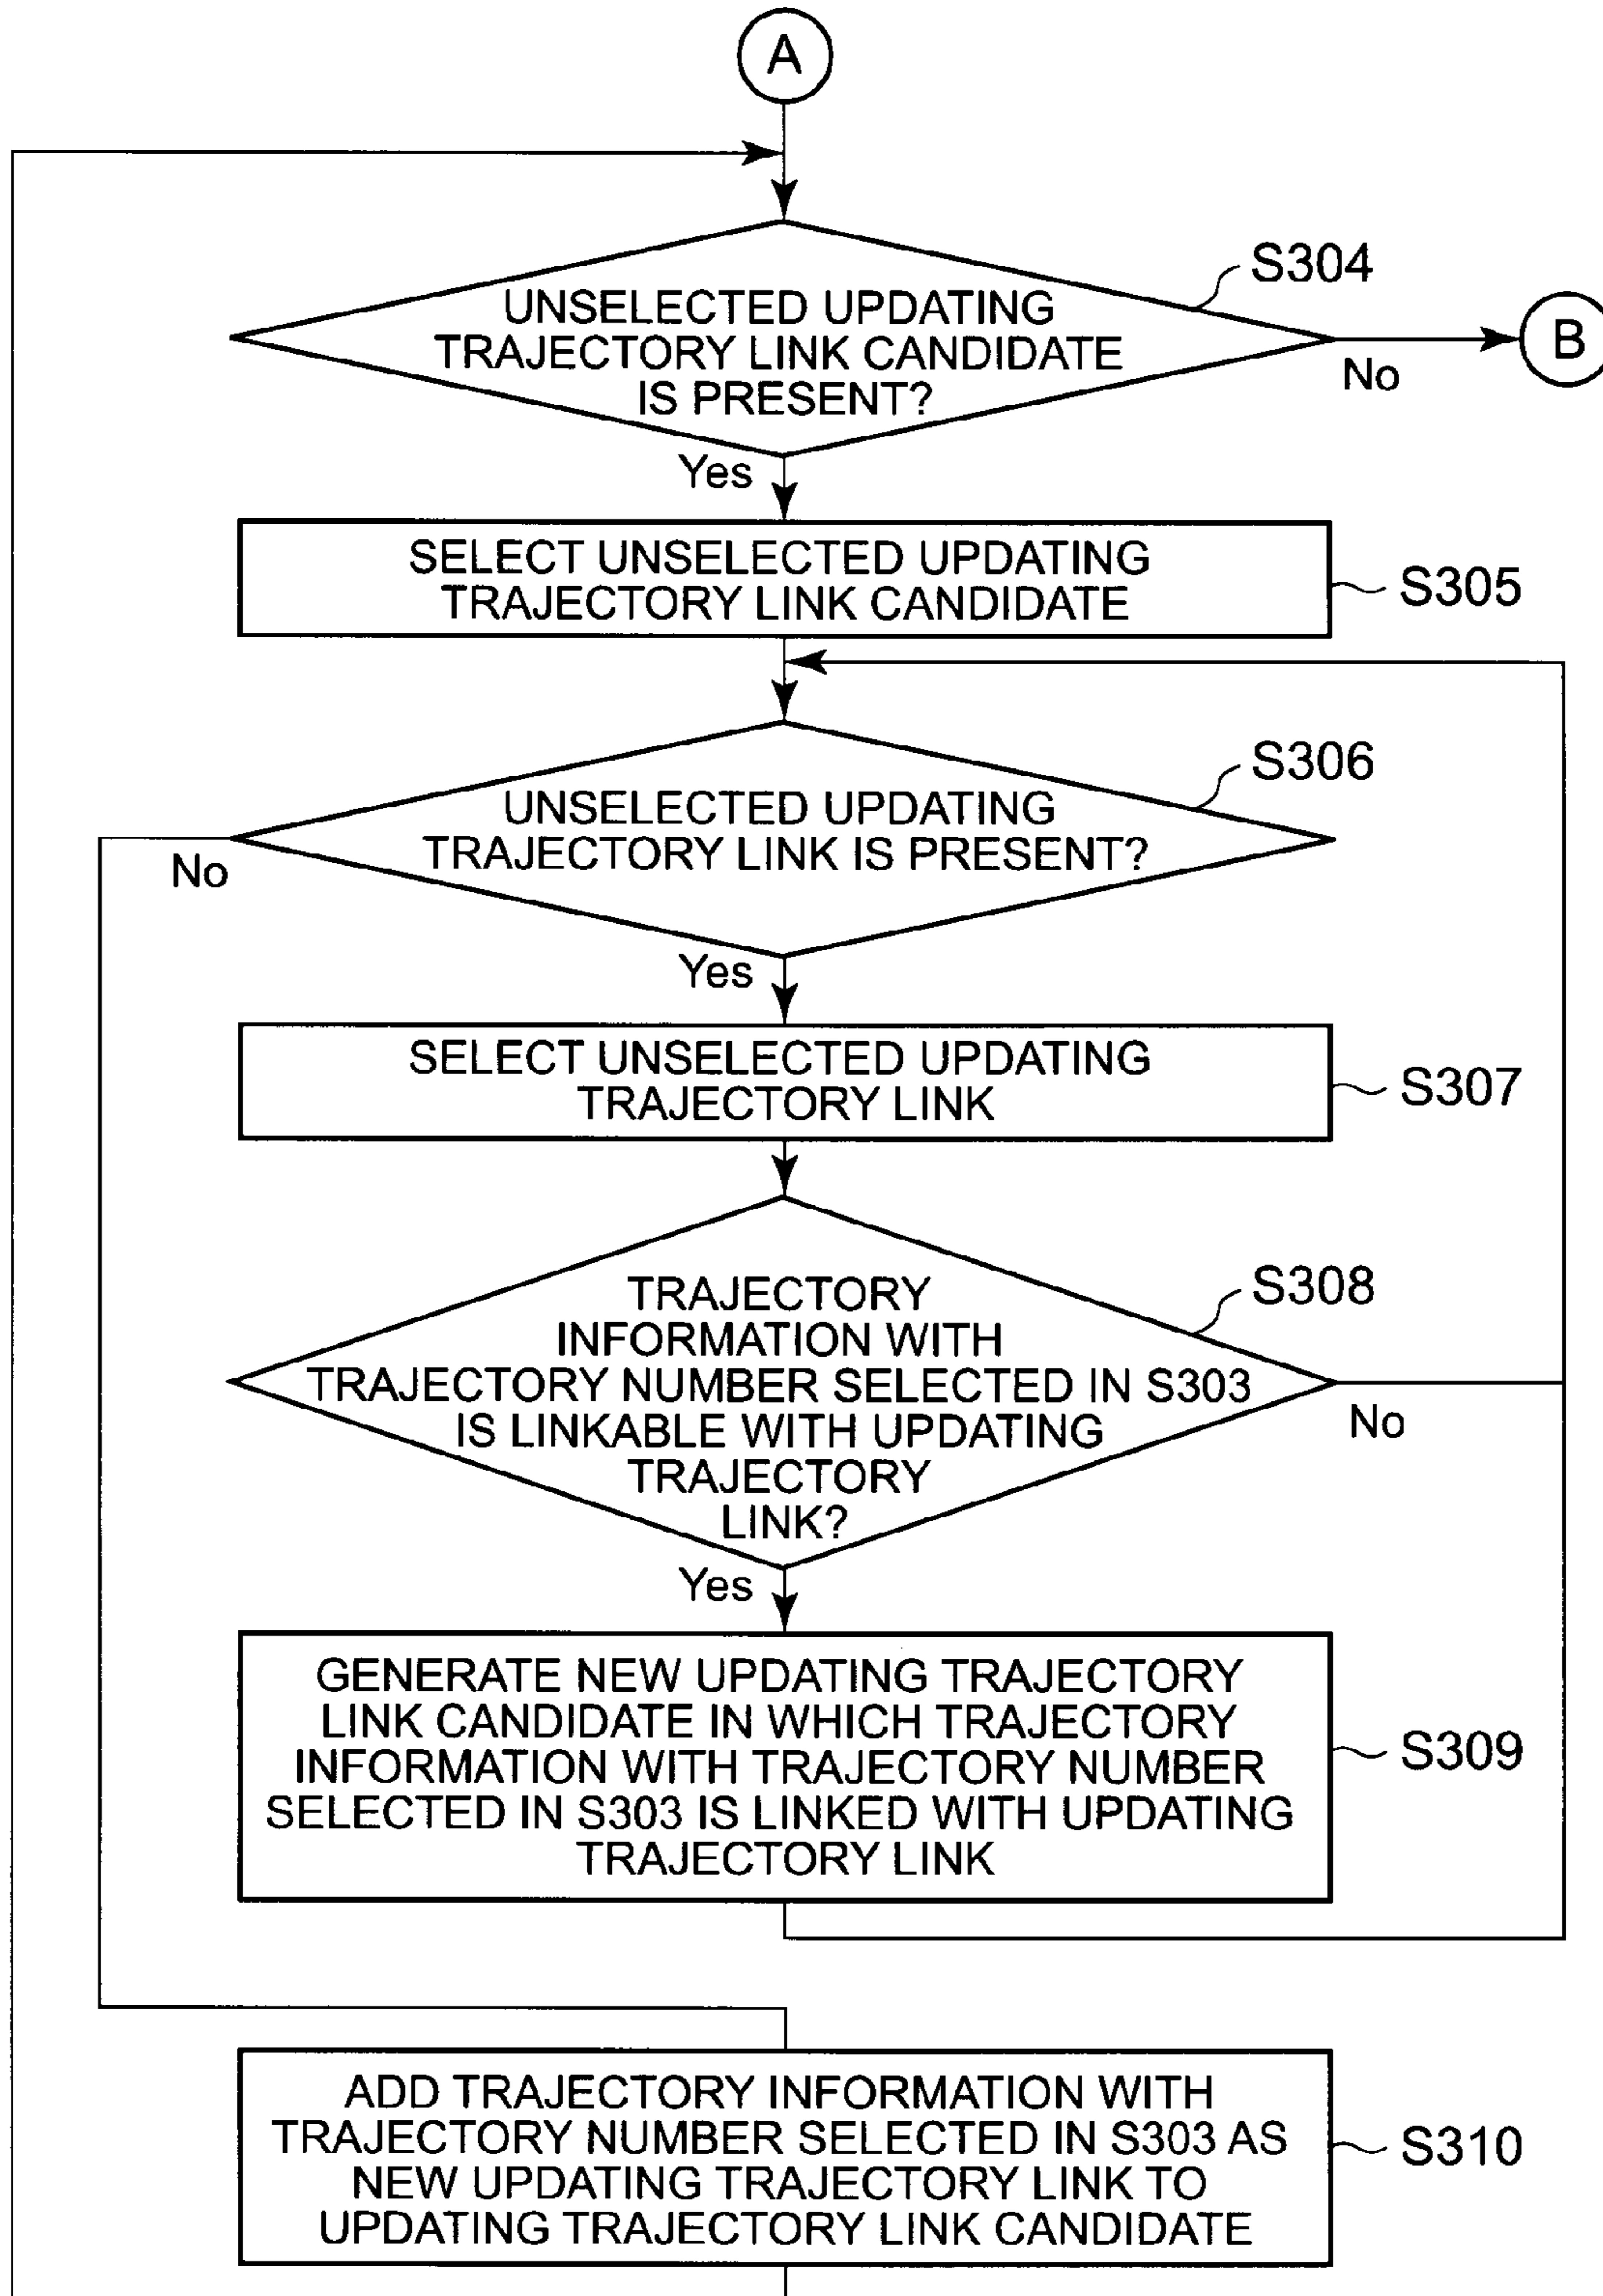 A
S304
UNSELECTED UPDATING
TRAJECTORY LINK CANDIDATE
IS PRESENT?
No
B
Yes
SELECT UNSELECTED UPDATING
TRAJECTORY LINK CANDIDATE
S305
S306
UNSELECTED UPDATING
TRAJECTORY LINK IS PRESENT?
No
Yes
SELECT UNSELECTED UPDATING
TRAJECTORY LINK
S307
S308
TRAJECTORY
INFORMATION WITH
TRAJECTORY NUMBER SELECTED IN S303
IS LINKABLE WITH UPDATING
TRAJECTORY
LINK?
No
Yes
GENERATE NEW UPDATING TRAJECTORY
LINK CANDIDATE IN WHICH TRAJECTORY
INFORMATION WITH TRAJECTORY NUMBER
SELECTED IN S303 IS LINKED WITH UPDATING
TRAJECTORY LINK
S309
ADD TRAJECTORY INFORMATION WITH
TRAJECTORY NUMBER SELECTED IN S303 AS
NEW UPDATING TRAJECTORY LINK TO
UPDATING TRAJECTORY LINK CANDIDATE
S310